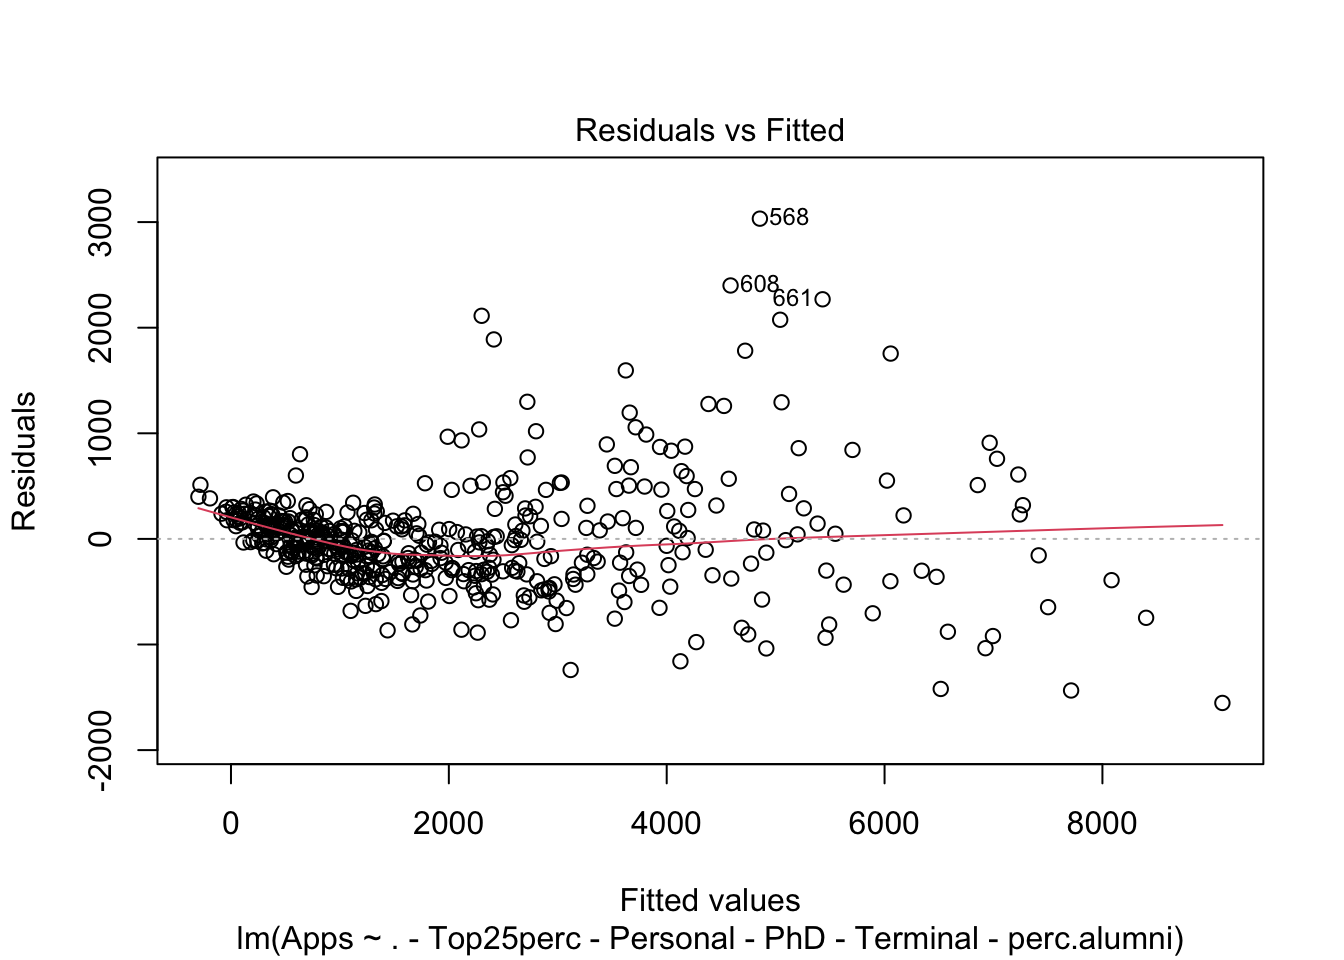 Residuals vs Fitted
3000
2000
1000
0
-2000
Residuals
568
608
661
0 2000 4000 6000 8000
Fitted values
lm(Apps ~ . - Top25perc - Personal - PhD - Terminal - perc.alumni)